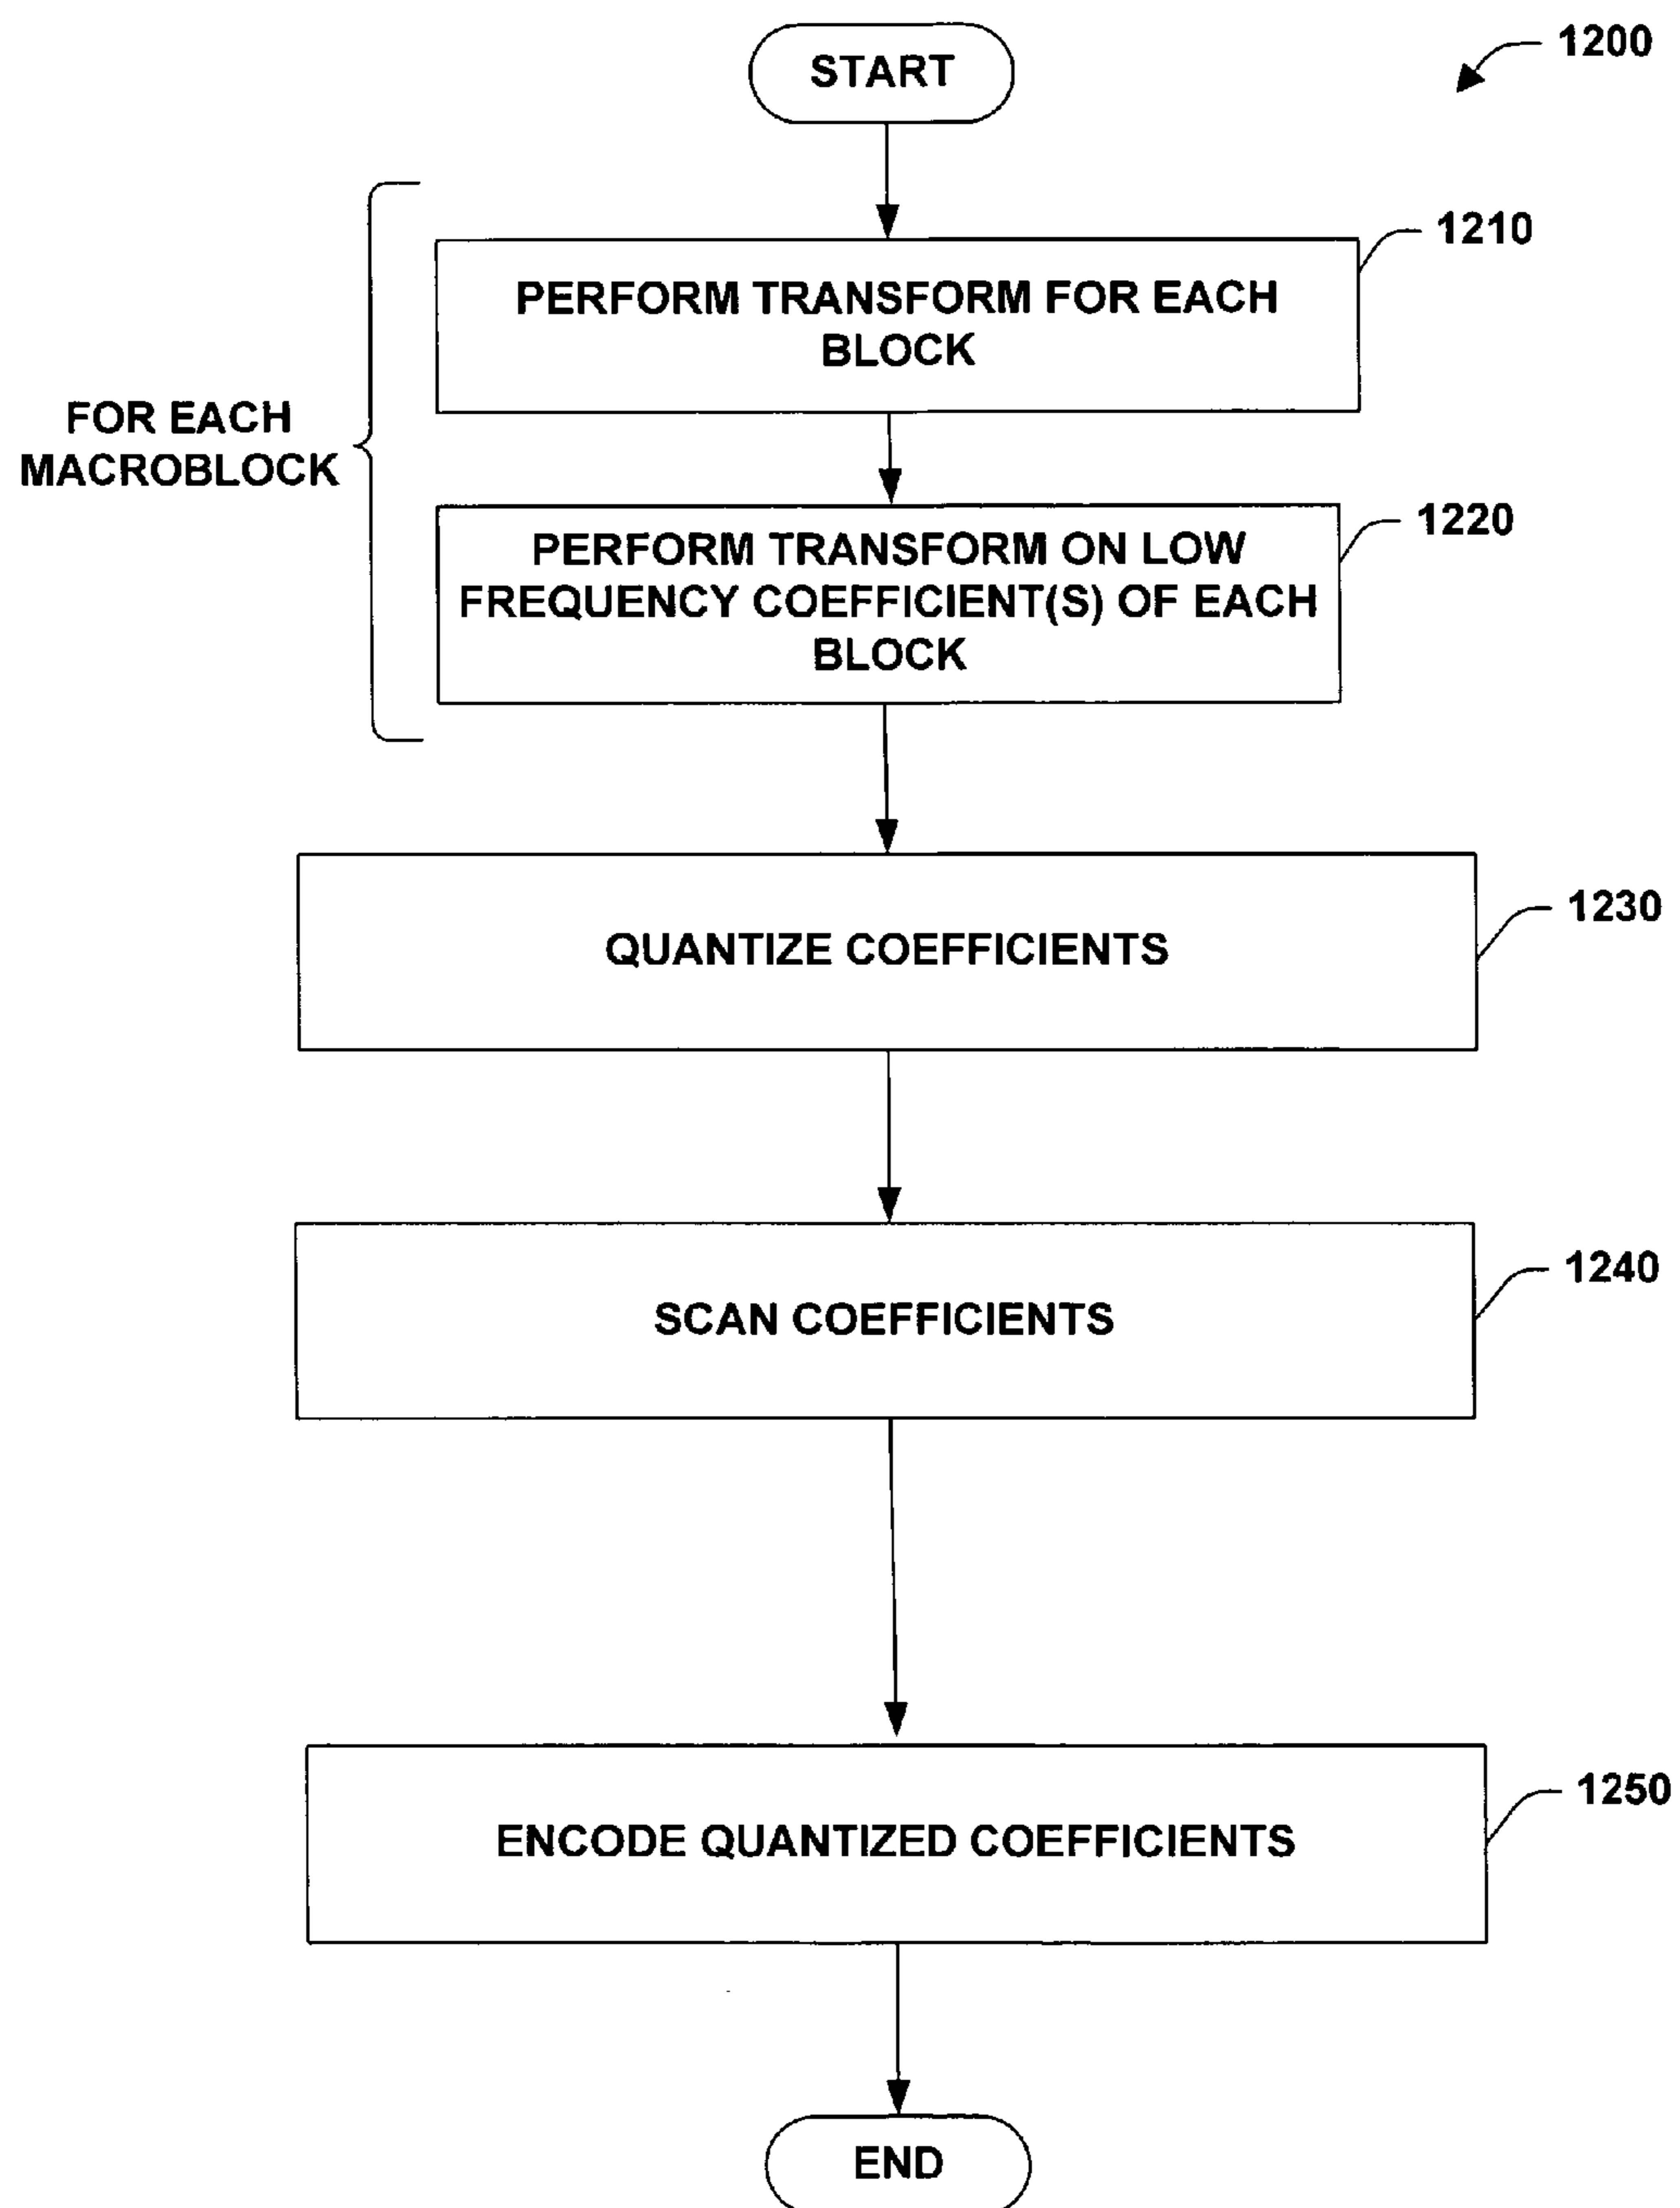 START
1200
1210
PERFORM TRANSFORM FOR EACH
BLOCK
FOR EACH
MACROBLOCK
1220
PERFORM TRANSFORM ON LOW
FREQUENCY COEFFICIENT(S) OF EACH
BLOCK
1230
QUANTIZE COEFFICIENTS
1240
SCAN COEFFICIENTS
1250
ENCODE QUANTIZED COEFFICIENTS
END